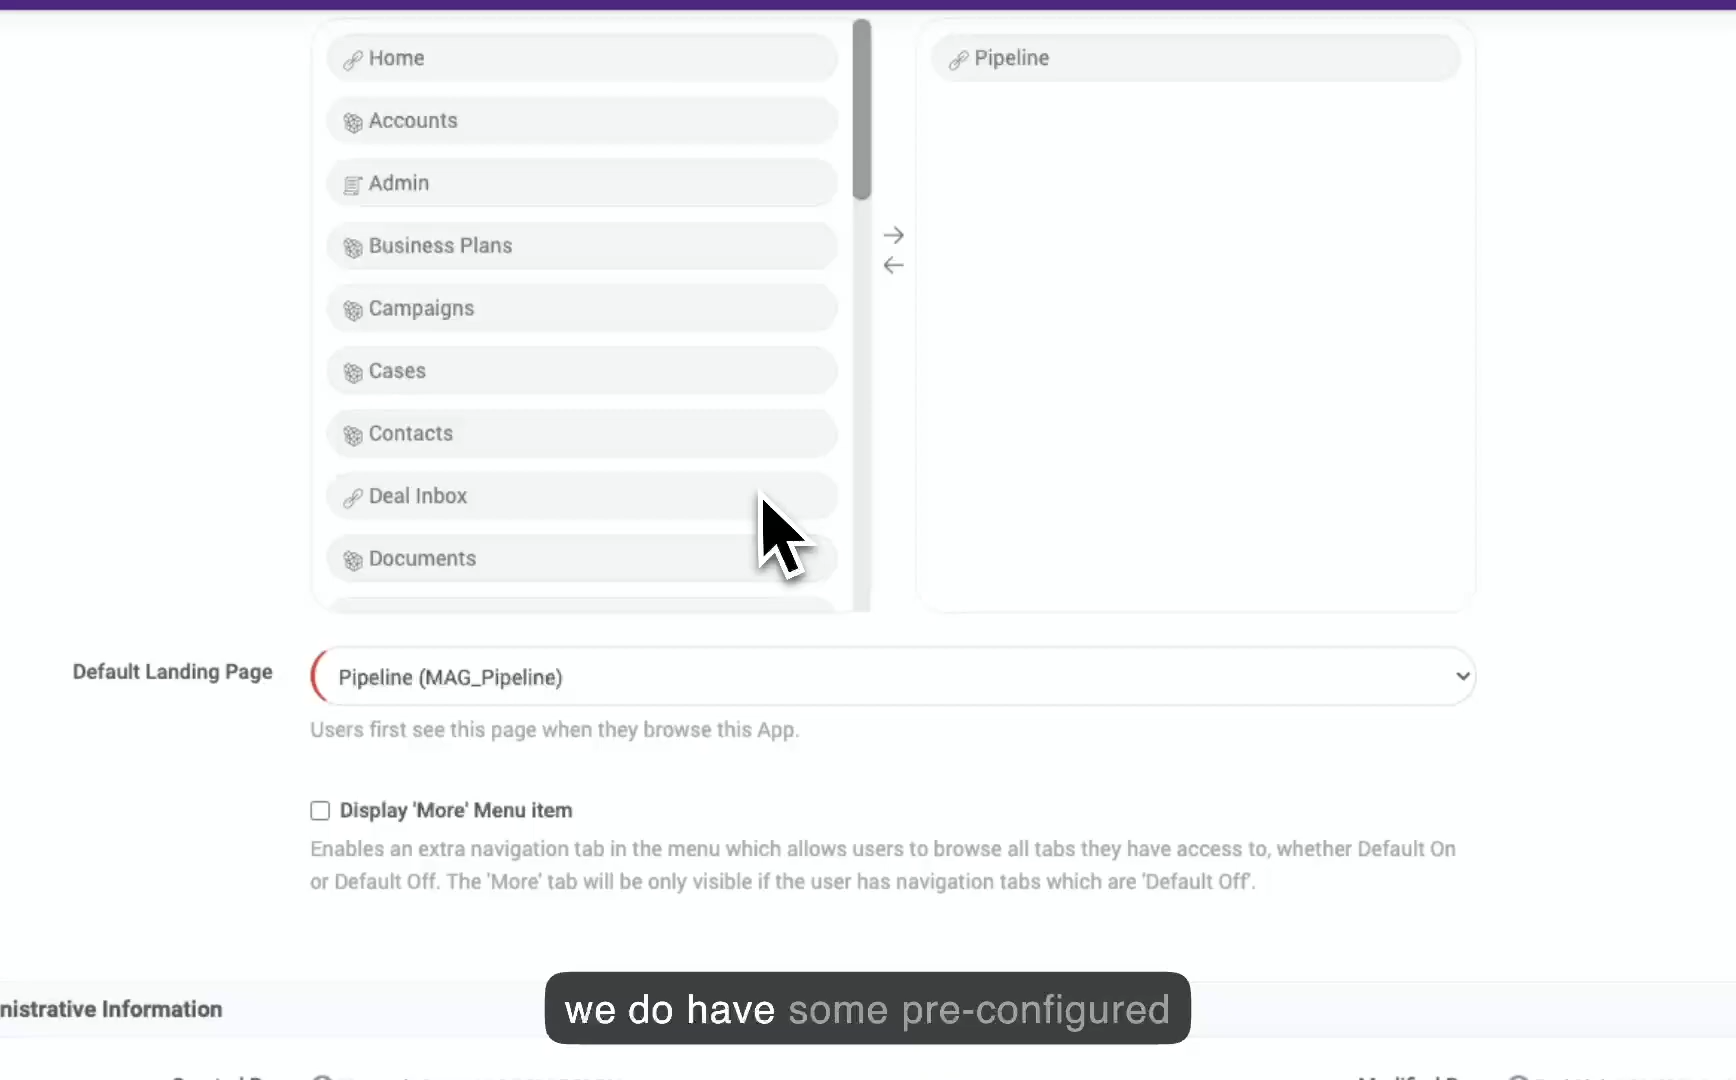 Home
Accounts
Admin
Business Plans
Campaigns
Cases
Contacts
Deal Inbox
Documents
Pipeline
Default Landing Page
Pipeline (MAG_Pipeline)
Users first see this page when they browse this App.
Display 'More' Menu item
Enables an extra navigation tab in the menu which allows users to browse all tabs they have access to, whether Default On
or Default Off. The 'More' tab will be only visible if the user has navigation tabs which are 'Default Off'.
nistrative Information
we do have some pre-configured